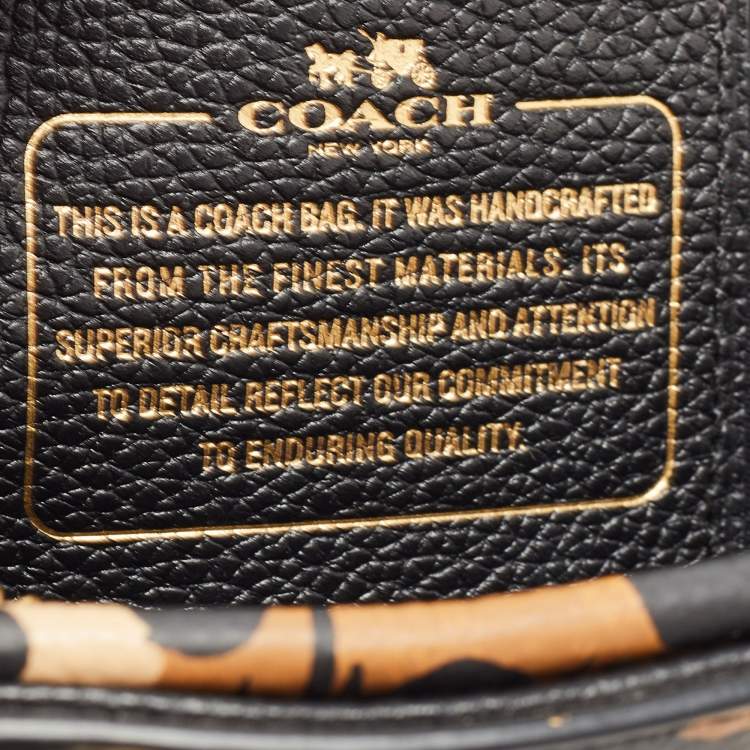 COACH
NEW YORK
THIS IS A COACH BAG. IT WAS HANDCRAFTED
FROM THE FINEST MATERIALS. ITS
SUPERIOR CRAFTSMANSHIP AND ATTENTION
TO DETAIL REFLECT OUR COMMITMENT
TO ENDURING QUALITY.